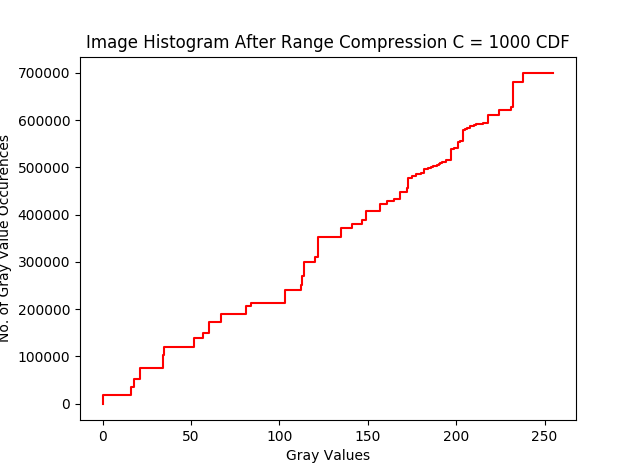 Image Histogram After Range Compression C = 1000 CDF
700000
600000
500000
400000
300000
200000
100000
0
No. of Gray Value Occurences
0 50 100 150 200 250
Gray Values